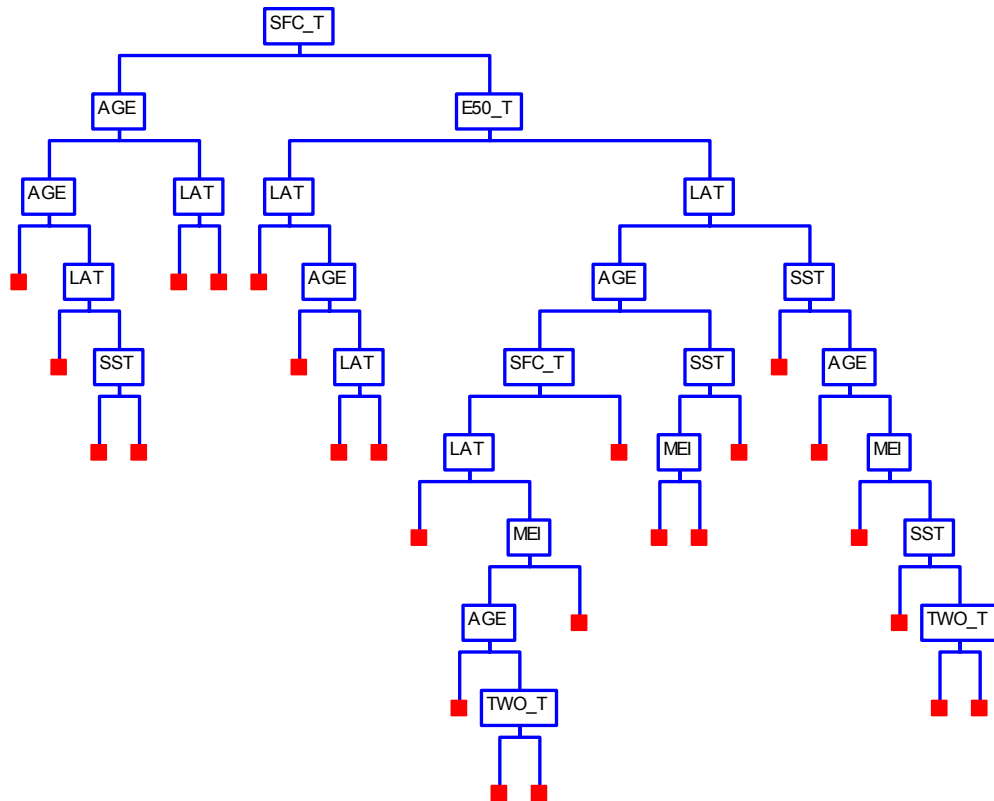 SFC_T
AGE
E50_T
AGE
LAT
LAT
LAT
LAT
AGE
AGE
SST
SST
LAT
SFC_T
SST
AGE
LAT
MEI
MEI
MEI
SST
AGE
TWO_T
TWO_T